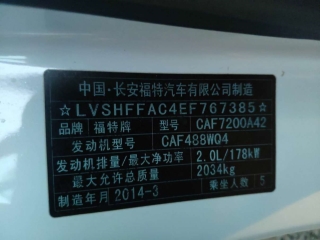 中国·长安福特汽车有限公司制造
☆LVSHFFAC4EF767385☆
品牌 福特牌 型号 CAF7200A42
发动机型号 CAF488WQ4
发动机排量/最大净功率 2.0L/178kW
最大允许总质量 2034kg
制造年月 2014-3 乘坐人数 5